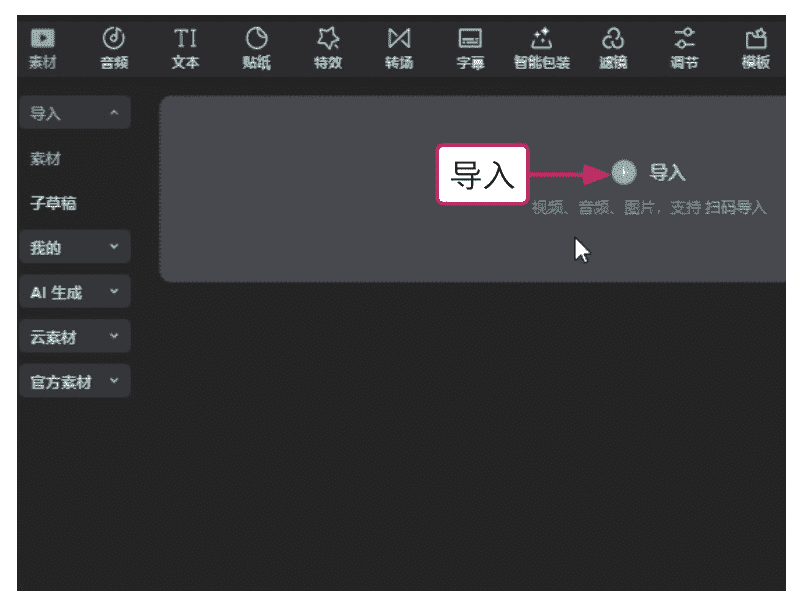 素材 音频 TI 文本 贴纸 特效 转场 字幕 智能包装 滤镜 调节 模板
导入
素材
子草稿
我的
AI 生成
云素材
官方素材
导入
导入
视频、音频、图片，支持 扫码导入